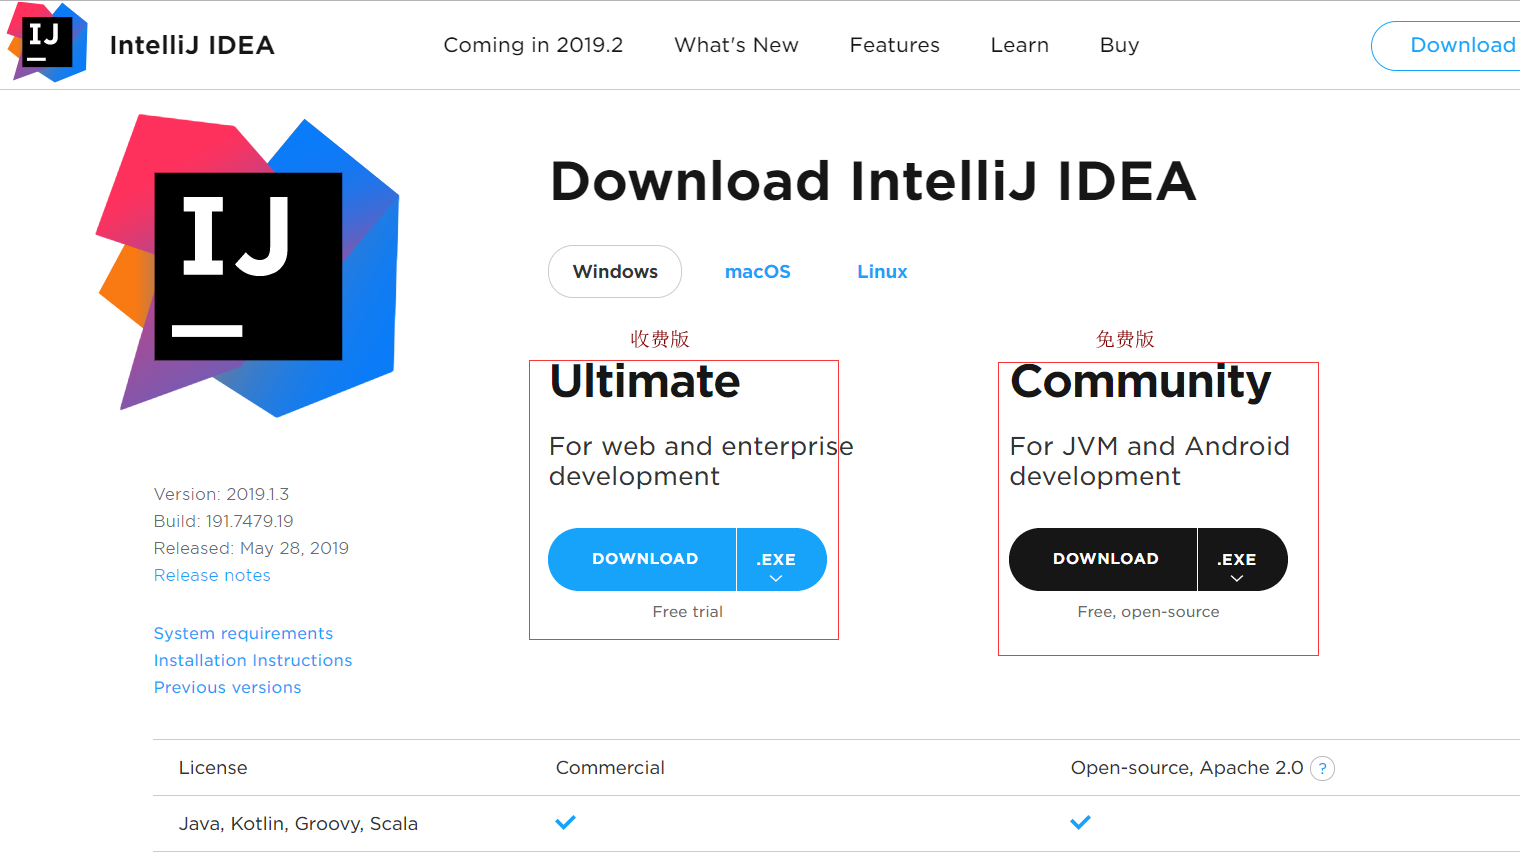 IJ
IntelliJ IDEA
Coming in 2019.2
What's New
Features
Learn
Buy
Download
IJ
Download IntelliJ IDEA
Windows
macOS
Linux
收费版
免费版
Ultimate
For web and enterprise
development
DOWNLOAD
.EXE
Free trial
Community
For JVM and Android
development
DOWNLOAD
.EXE
Free, open-source
Version: 2019.1.3
Build: 191.7479.19
Released: May 28, 2019
Release notes
System requirements
Installation Instructions
Previous versions
License
Commercial
Open-source, Apache 2.0 ?
Java, Kotlin, Groovy, Scala